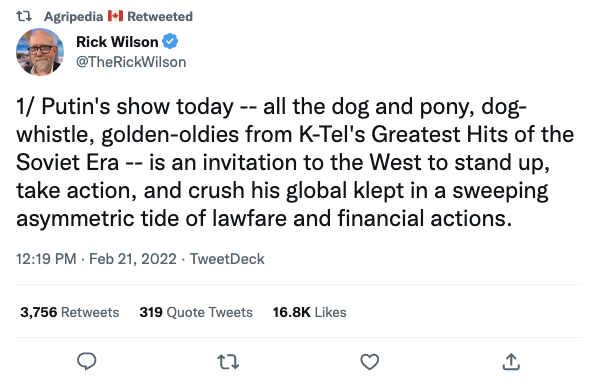 Agripedia 🇨🇦 Retweeted
Rick Wilson
@TheRickWilson
1/ Putin's show today -- all the dog and pony, dog-
whistle, golden-oldies from K-Tel's Greatest Hits of the
Soviet Era -- is an invitation to the West to stand up,
take action, and crush his global klept in a sweeping
asymmetric tide of lawfare and financial actions.
12:19 PM · Feb 21, 2022 · TweetDeck
3,756 Retweets 319 Quote Tweets 16.8K Likes